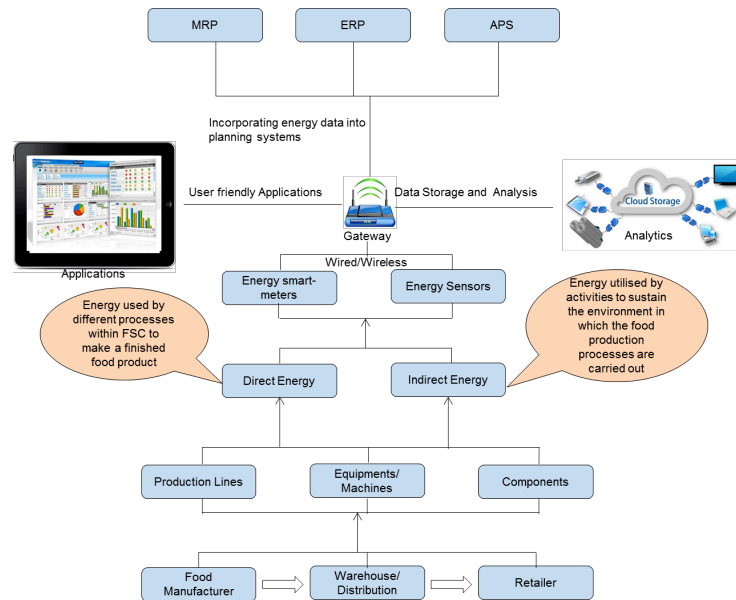 MRP
ERP
APS
Incorporating energy data into
planning systems
User friendly Applications
Data Storage and Analysis
Cloud Storage
Gateway
Analytics
Applications
Wired/Wireless
Energy smart-
meters
Energy Sensors
Energy used by
different processes
within FSC to
make a finished
food product
Energy utilised by
activities to sustain
the environment in
which the food
production
processes are
carried out
Direct Energy
Indirect Energy
Production Lines
Equipments/
Machines
Components
Food
Manufacturer
Warehouse/
Distribution
Retailer